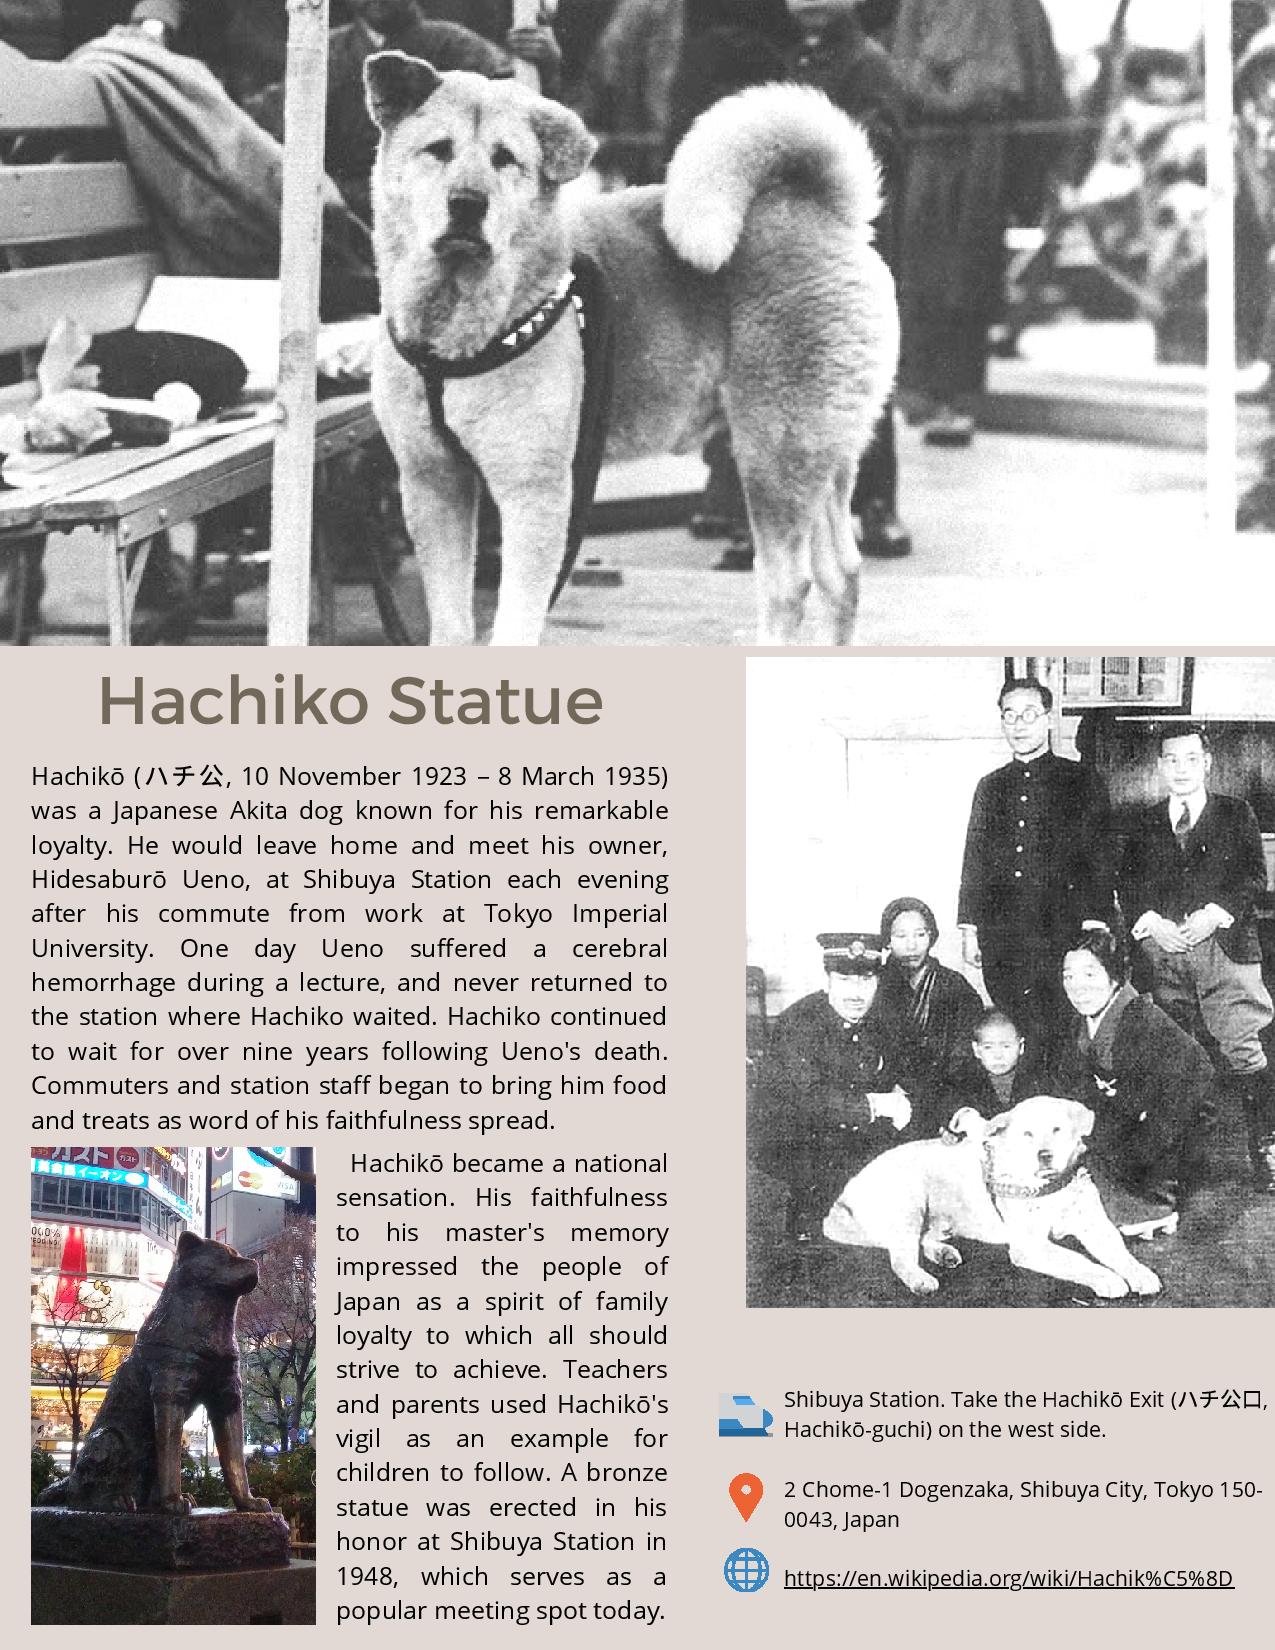 Hachiko Statue
Hachikō (ハチ公, 10 November 1923 – 8 March 1935)
was a Japanese Akita dog known for his remarkable
loyalty. He would leave home and meet his owner,
Hidesaburō Ueno, at Shibuya Station each evening
after his commute from work at Tokyo Imperial
University. One day Ueno suffered a cerebral
hemorrhage during a lecture, and never returned to
the station where Hachiko waited. Hachiko continued
to wait for over nine years following Ueno's death.
Commuters and station staff began to bring him food
and treats as word of his faithfulness spread.
Hachikō became a national
sensation. His faithfulness
to his master's memory
impressed the people of
Japan as a spirit of family
loyalty to which all should
strive to achieve. Teachers
and parents used Hachikō's
vigil as an example for
children to follow. A bronze
statue was erected in his
honor at Shibuya Station in
1948, which serves as a
popular meeting spot today.
ガスト
VISA
Shibuya Station. Take the Hachikō Exit (ハチ公口,
Hachikō-guchi) on the west side.
2 Chome-1 Dogenzaka, Shibuya City, Tokyo 150-
0043, Japan
https://en.wikipedia.org/wiki/Hachik%C5%8D